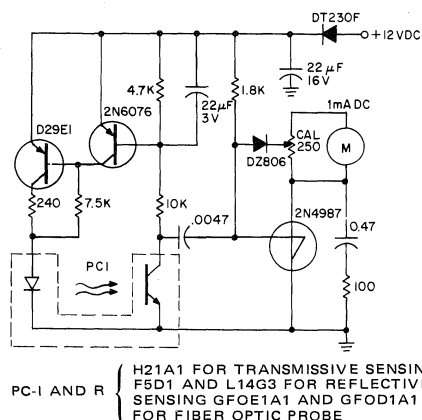 DT230F
+12VDC
4.7K
22µF
3V
1.8K
22µF
16V
2N6076
D29E1
1mA DC
CAL
250
M
DZ806
240
7.5K
10K
.0047
2N4987
0.47
PC1
100
PC-1 AND R
H21A1 FOR TRANSMISSIVE SENSIN
F5D1 AND L14G3 FOR REFLECTIVE
SENSING GFOE1A1 AND GFOD1A1
FOR FIBER OPTIC PROBE